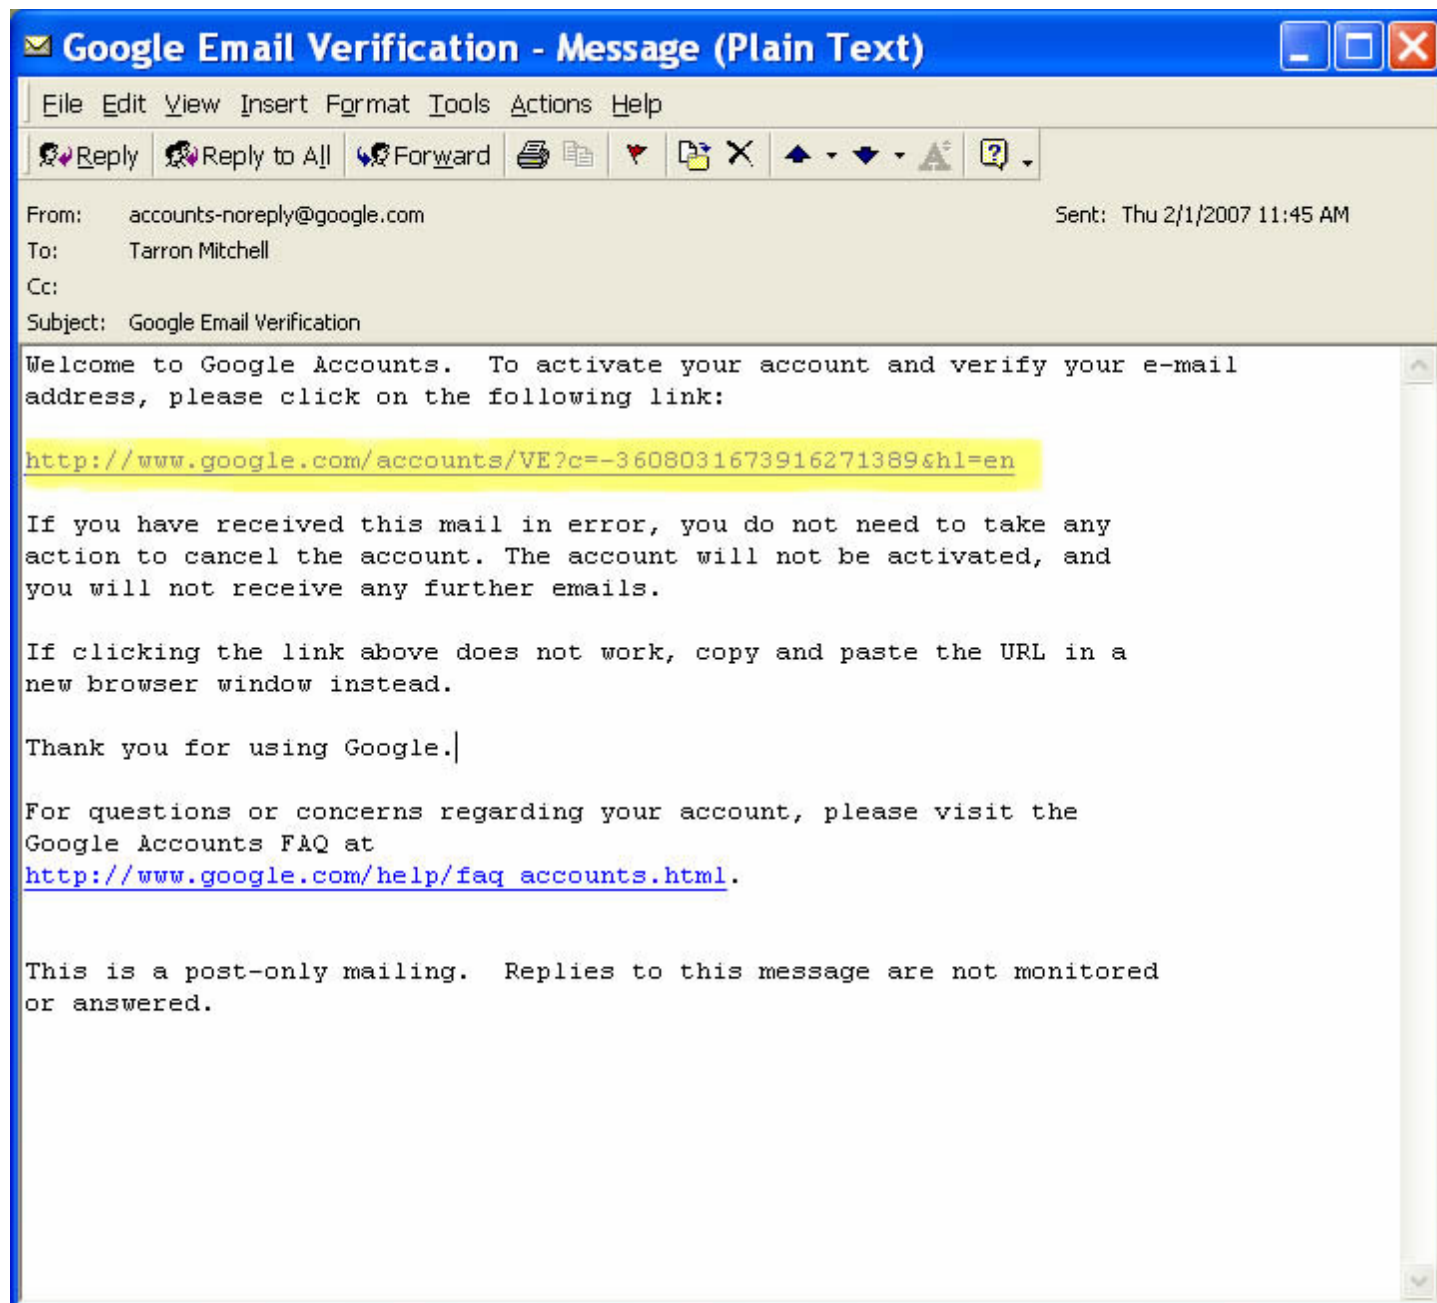 Google Email Verification - Message (Plain Text)
File Edit View Insert Format Tools Actions Help
Reply Reply to All Forward
From: accounts-noreply@google.com Sent: Thu 2/1/2007 11:45 AM
To: Tarron Mitchell
Cc:
Subject: Google Email Verification
Welcome to Google Accounts.  To activate your account and verify your e-mail
address, please click on the following link:
http://www.google.com/accounts/VE?c=-3608031673916271389&hl=en
If you have received this mail in error, you do not need to take any
action to cancel the account. The account will not be activated, and
you will not receive any further emails.
If clicking the link above does not work, copy and paste the URL in a
new browser window instead.
Thank you for using Google.
For questions or concerns regarding your account, please visit the
Google Accounts FAQ at
http://www.google.com/help/faq_accounts.html.
This is a post-only mailing.  Replies to this message are not monitored
or answered.